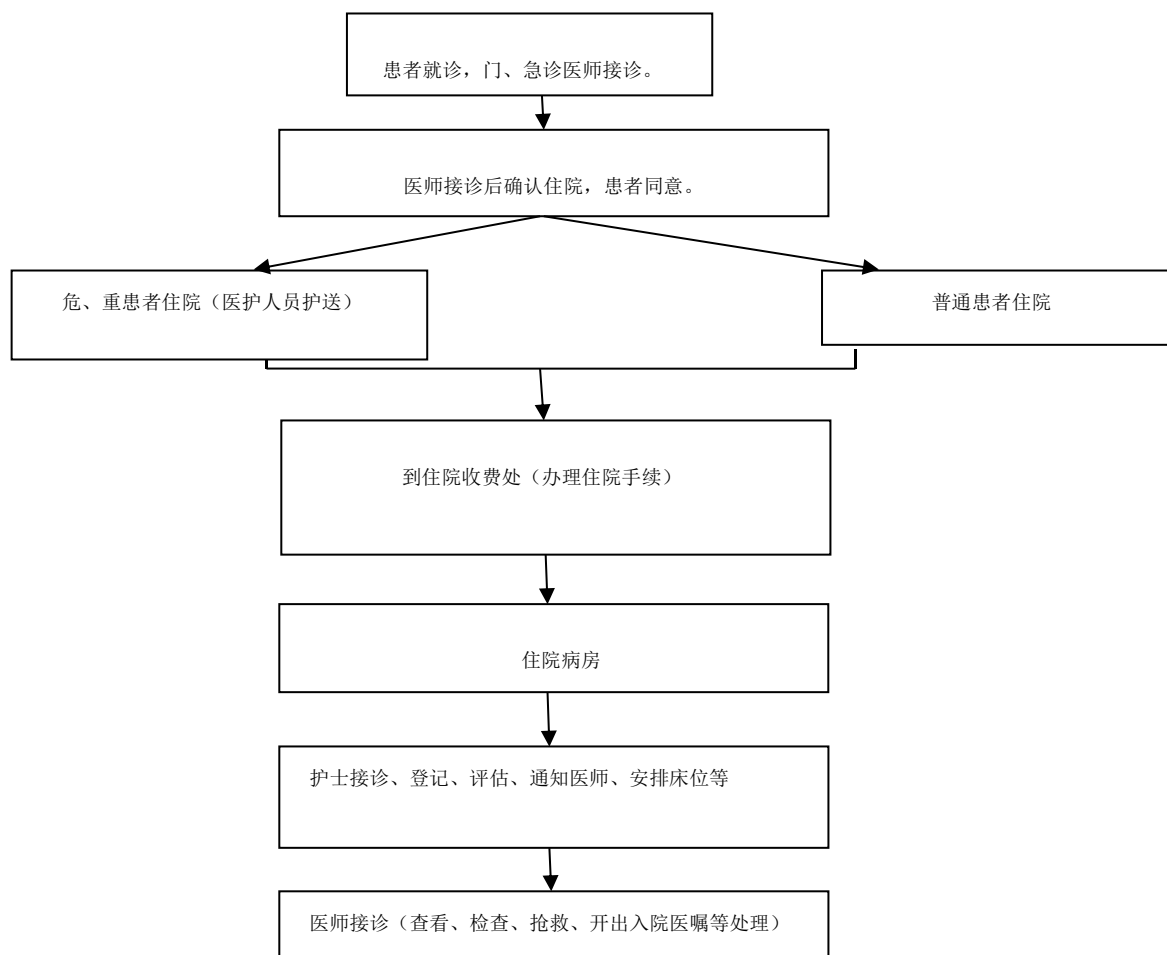 患者就诊，门、急诊医师接诊。
医师接诊后确认住院，患者同意。
危、重患者住院（医护人员护送）
普通患者住院
到住院收费处（办理住院手续）
住院病房
护士接诊、登记、评估、通知医师、安排床位等
医师接诊（查看、检查、抢救、开出入院医嘱等处理）